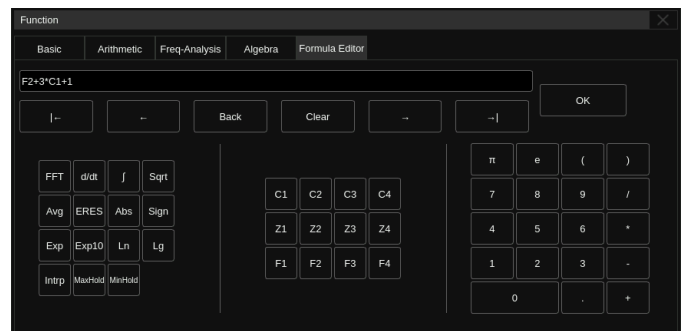 Function
Basic Arithmetic Freq-Analysis Algebra Formula Editor
F2+3*C1+1
OK
|← ← Back Clear → →|
π e ( )
FFT d/dt ∫ Sqrt
C1 C2 C3 C4
7 8 9 /
Avg ERES Abs Sign
Z1 Z2 Z3 Z4
4 5 6 *
Exp Exp10 Ln Lg
F1 F2 F3 F4
1 2 3 -
Intrp MaxHold MinHold
0 . +